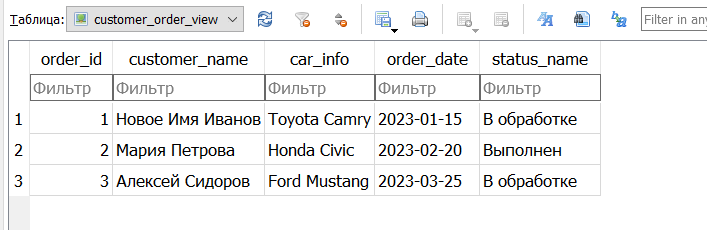 Таблица: customer_order_view Filter in any
order_id customer_name car_info order_date status_name
Фильтр Фильтр Фильтр Фильтр Фильтр
1 1 Новое Имя Иванов Toyota Camry 2023-01-15 В обработке
2 2 Мария Петрова Honda Civic 2023-02-20 Выполнен
3 3 Алексей Сидоров Ford Mustang 2023-03-25 В обработке